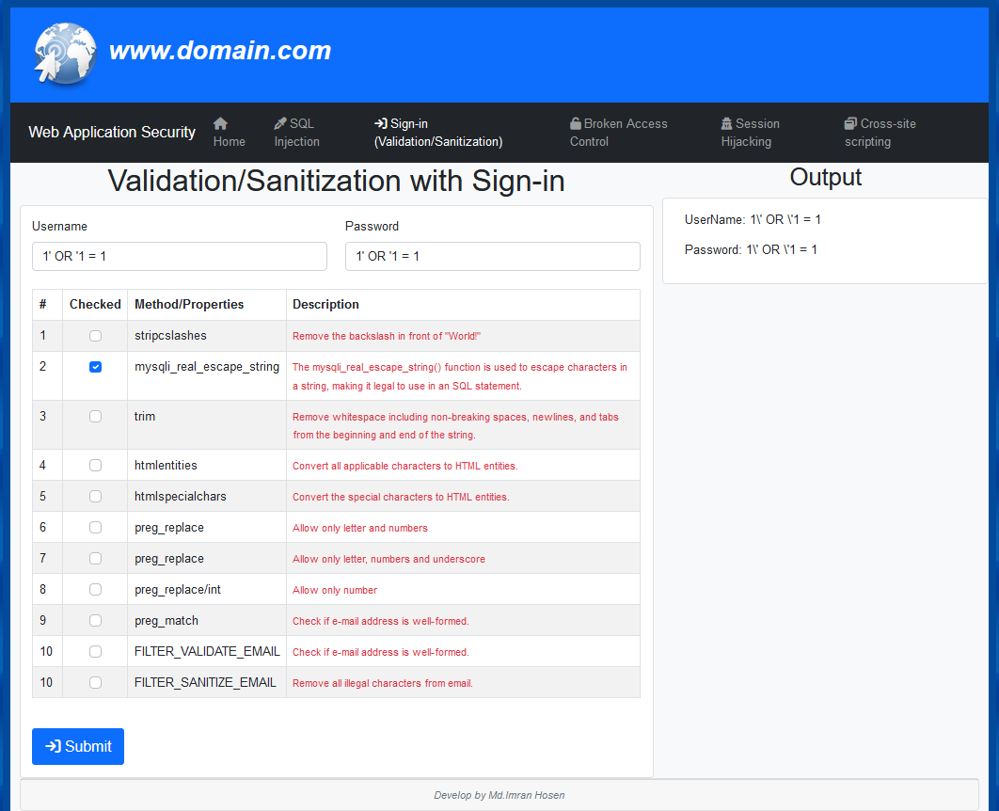 www.domain.com
Web Application Security
Home
SQL
Injection
Sign-in
(Validation/Sanitization)
Broken Access
Control
Session
Hijacking
Cross-site
scripting
Validation/Sanitization with Sign-in
Username
Password
1' OR '1 = 1
1' OR '1 = 1
# Checked Method/Properties Description
1 stripcslashes Remove the backslash in front of "World!"
2 mysqli_real_escape_string The mysqli_real_escape_string() function is used to escape characters in
a string, making it legal to use in an SQL statement.
3 trim Remove whitespace including non-breaking spaces, newlines, and tabs
from the beginning and end of the string.
4 htmlentities Convert all applicable characters to HTML entities.
5 htmlspecialchars Convert the special characters to HTML entities.
6 preg_replace Allow only letter and numbers
7 preg_replace Allow only letter, numbers and underscore
8 preg_replace/int Allow only number
9 preg_match Check if e-mail address is well-formed.
10 FILTER_VALIDATE_EMAIL Check if e-mail address is well-formed.
10 FILTER_SANITIZE_EMAIL Remove all illegal characters from email.
Submit
Output
UserName: 1\' OR \'1 = 1
Password: 1\' OR \'1 = 1
Develop by Md.Imran Hosen